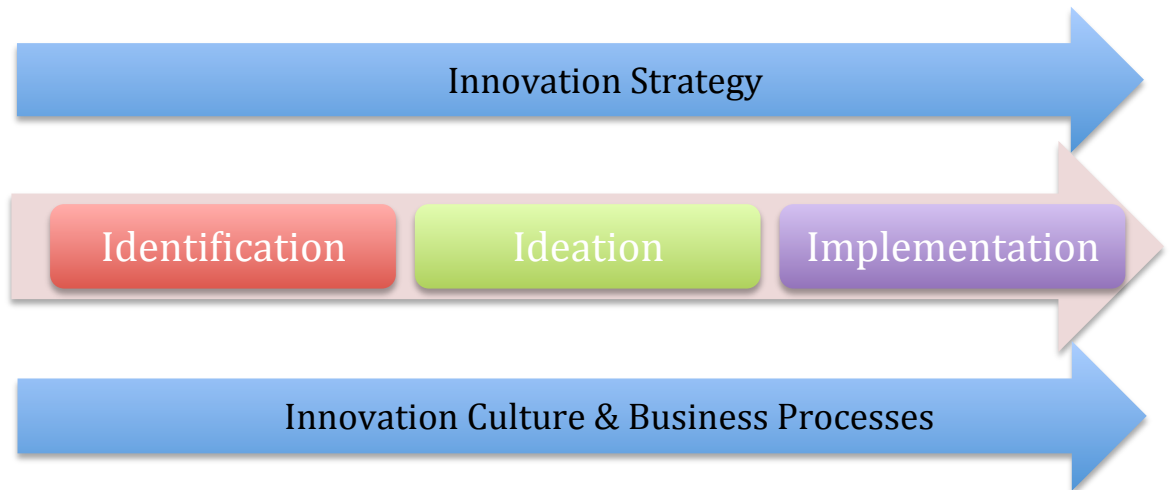 Innovation Strategy
Identification
Ideation
Implementation
Innovation Culture & Business Processes